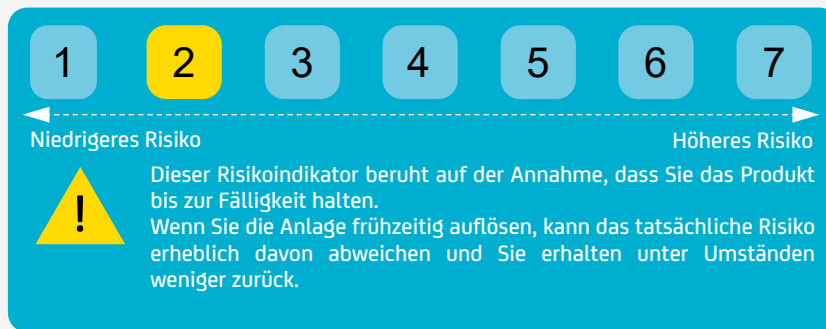 1 2 3 4 5 6 7
Niedrigeres Risiko Höheres Risiko
!
Dieser Risikoindikator beruht auf der Annahme, dass Sie das Produkt
bis zur Fälligkeit halten.
Wenn Sie die Anlage frühzeitig auflösen, kann das tatsächliche Risiko
erheblich davon abweichen und Sie erhalten unter Umständen
weniger zurück.